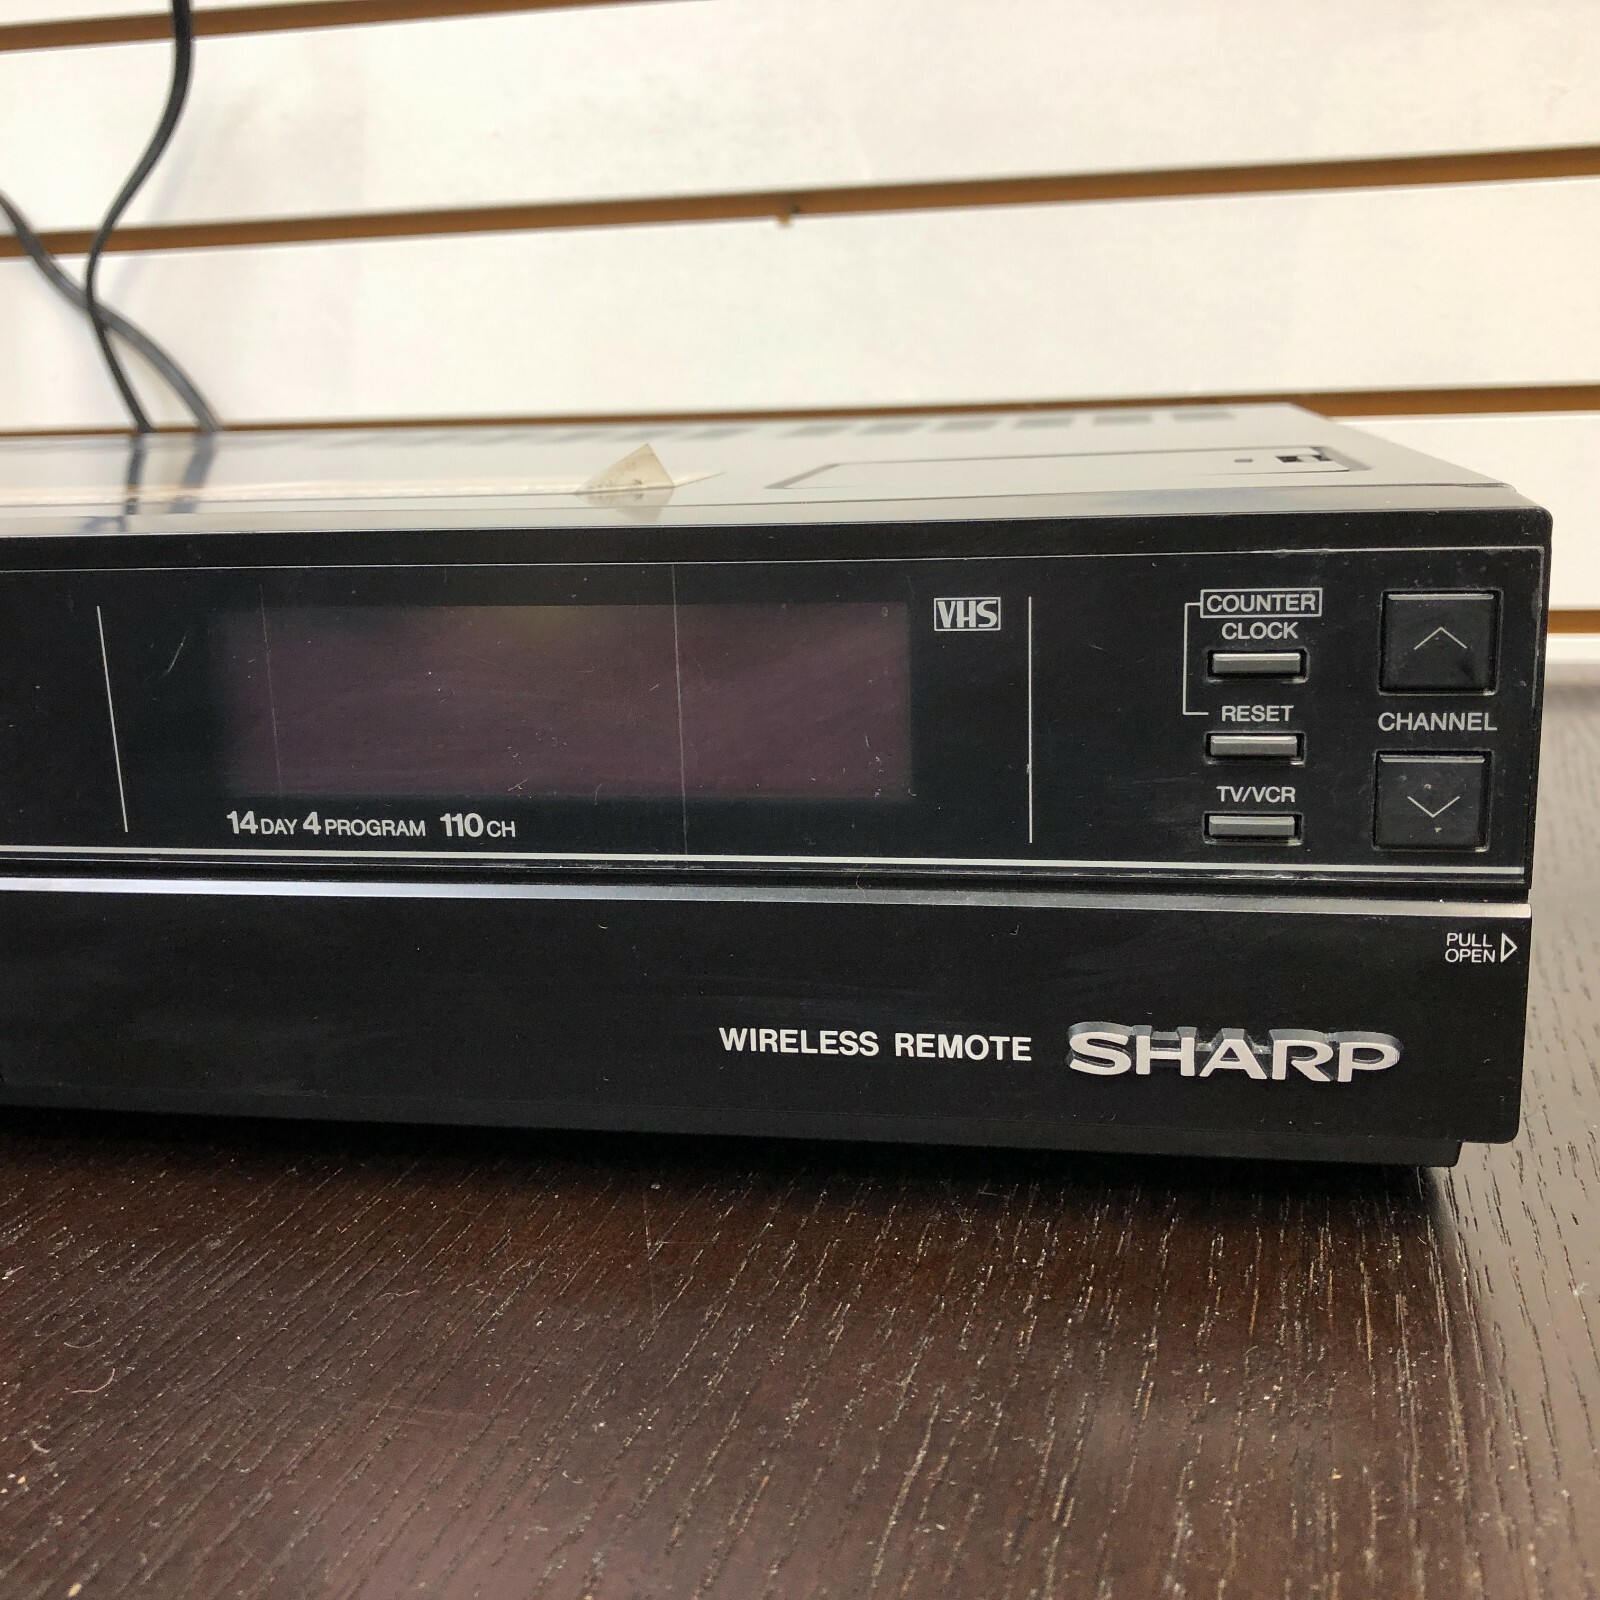 VHS
COUNTER
CLOCK
RESET
CHANNEL
TV/VCR
14 DAY 4 PROGRAM 110 CH
PULL
OPEN
WIRELESS REMOTE SHARP